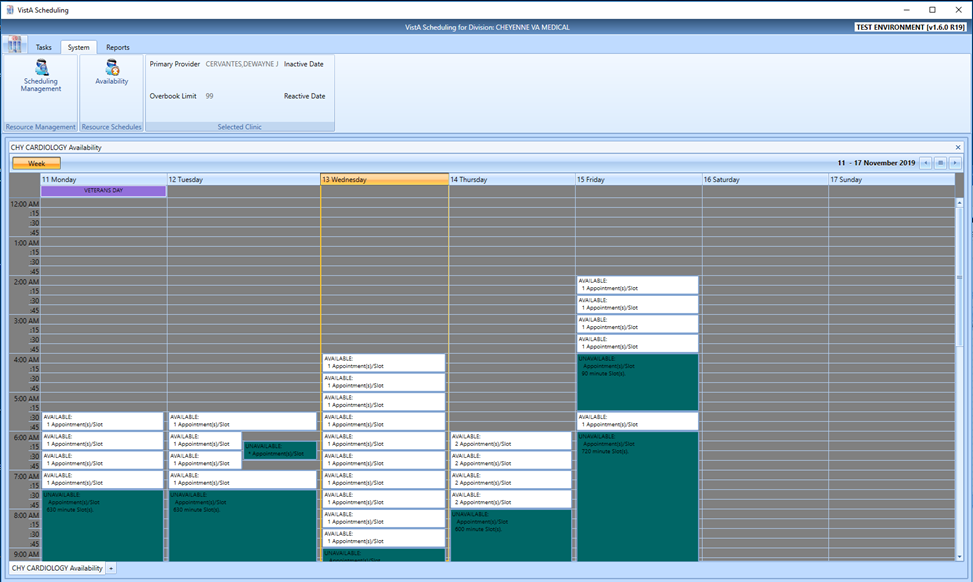 VistA Scheduling
VistA Scheduling for Division: CHEYENNE VA MEDICAL
TEST ENVIRONMENT [v1.6.0 R19]
Tasks
System
Reports
Scheduling
Management
Availability
Primary Provider
CERVANTES,DEWAYNE J
Inactive Date
Overbook Limit
99
Reactive Date
Resource Management
Resource Schedules
Selected Clinic
CHY CARDIOLOGY Availability
Week
11 - 17 November 2019
11 Monday
12 Tuesday
13 Wednesday
14 Thursday
15 Friday
16 Saturday
17 Sunday
VETERANS DAY
12:00 AM
:15
:30
:45
1:00 AM
:15
:30
:45
2:00 AM
:15
:30
:45
3:00 AM
:15
:30
:45
4:00 AM
:15
:30
:45
5:00 AM
:15
:30
:45
6:00 AM
:15
:30
:45
7:00 AM
:15
:30
:45
8:00 AM
:15
:30
:45
9:00 AM
AVAILABLE:
1 Appointment(s)/Slot
AVAILABLE:
1 Appointment(s)/Slot
AVAILABLE:
1 Appointment(s)/Slot
AVAILABLE:
1 Appointment(s)/Slot
UNAVAILABLE:
Appointment(s)/Slot
630 minute Slot(s).
AVAILABLE:
1 Appointment(s)/Slot
AVAILABLE:
1 Appointment(s)/Slot
AVAILABLE:
1 Appointment(s)/Slot
UNAVAILABLE:
1 Appointment(s)/Slot
AVAILABLE:
1 Appointment(s)/Slot
UNAVAILABLE:
Appointment(s)/Slot
630 minute Slot(s).
AVAILABLE:
1 Appointment(s)/Slot
AVAILABLE:
1 Appointment(s)/Slot
AVAILABLE:
1 Appointment(s)/Slot
AVAILABLE:
1 Appointment(s)/Slot
AVAILABLE:
1 Appointment(s)/Slot
AVAILABLE:
1 Appointment(s)/Slot
AVAILABLE:
1 Appointment(s)/Slot
AVAILABLE:
1 Appointment(s)/Slot
AVAILABLE:
1 Appointment(s)/Slot
AVAILABLE:
1 Appointment(s)/Slot
UNAVAILABLE:
Appointment(s)/Slot
AVAILABLE:
2 Appointment(s)/Slot
AVAILABLE:
2 Appointment(s)/Slot
AVAILABLE:
2 Appointment(s)/Slot
AVAILABLE:
2 Appointment(s)/Slot
UNAVAILABLE:
Appointment(s)/Slot
600 minute Slot(s).
AVAILABLE:
1 Appointment(s)/Slot
AVAILABLE:
1 Appointment(s)/Slot
AVAILABLE:
1 Appointment(s)/Slot
AVAILABLE:
1 Appointment(s)/Slot
UNAVAILABLE:
Appointment(s)/Slot
90 minute Slot(s).
AVAILABLE:
1 Appointment(s)/Slot
UNAVAILABLE:
Appointment(s)/Slot
720 minute Slot(s).
CHY CARDIOLOGY Availability